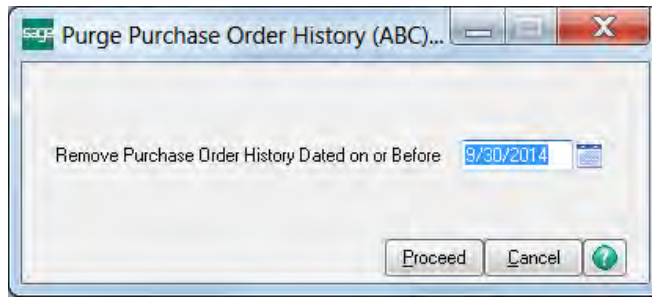 sage Purge Purchase Order History (ABC)...
Remove Purchase Order History Dated on or Before 9/30/2014
Proceed Cancel ?